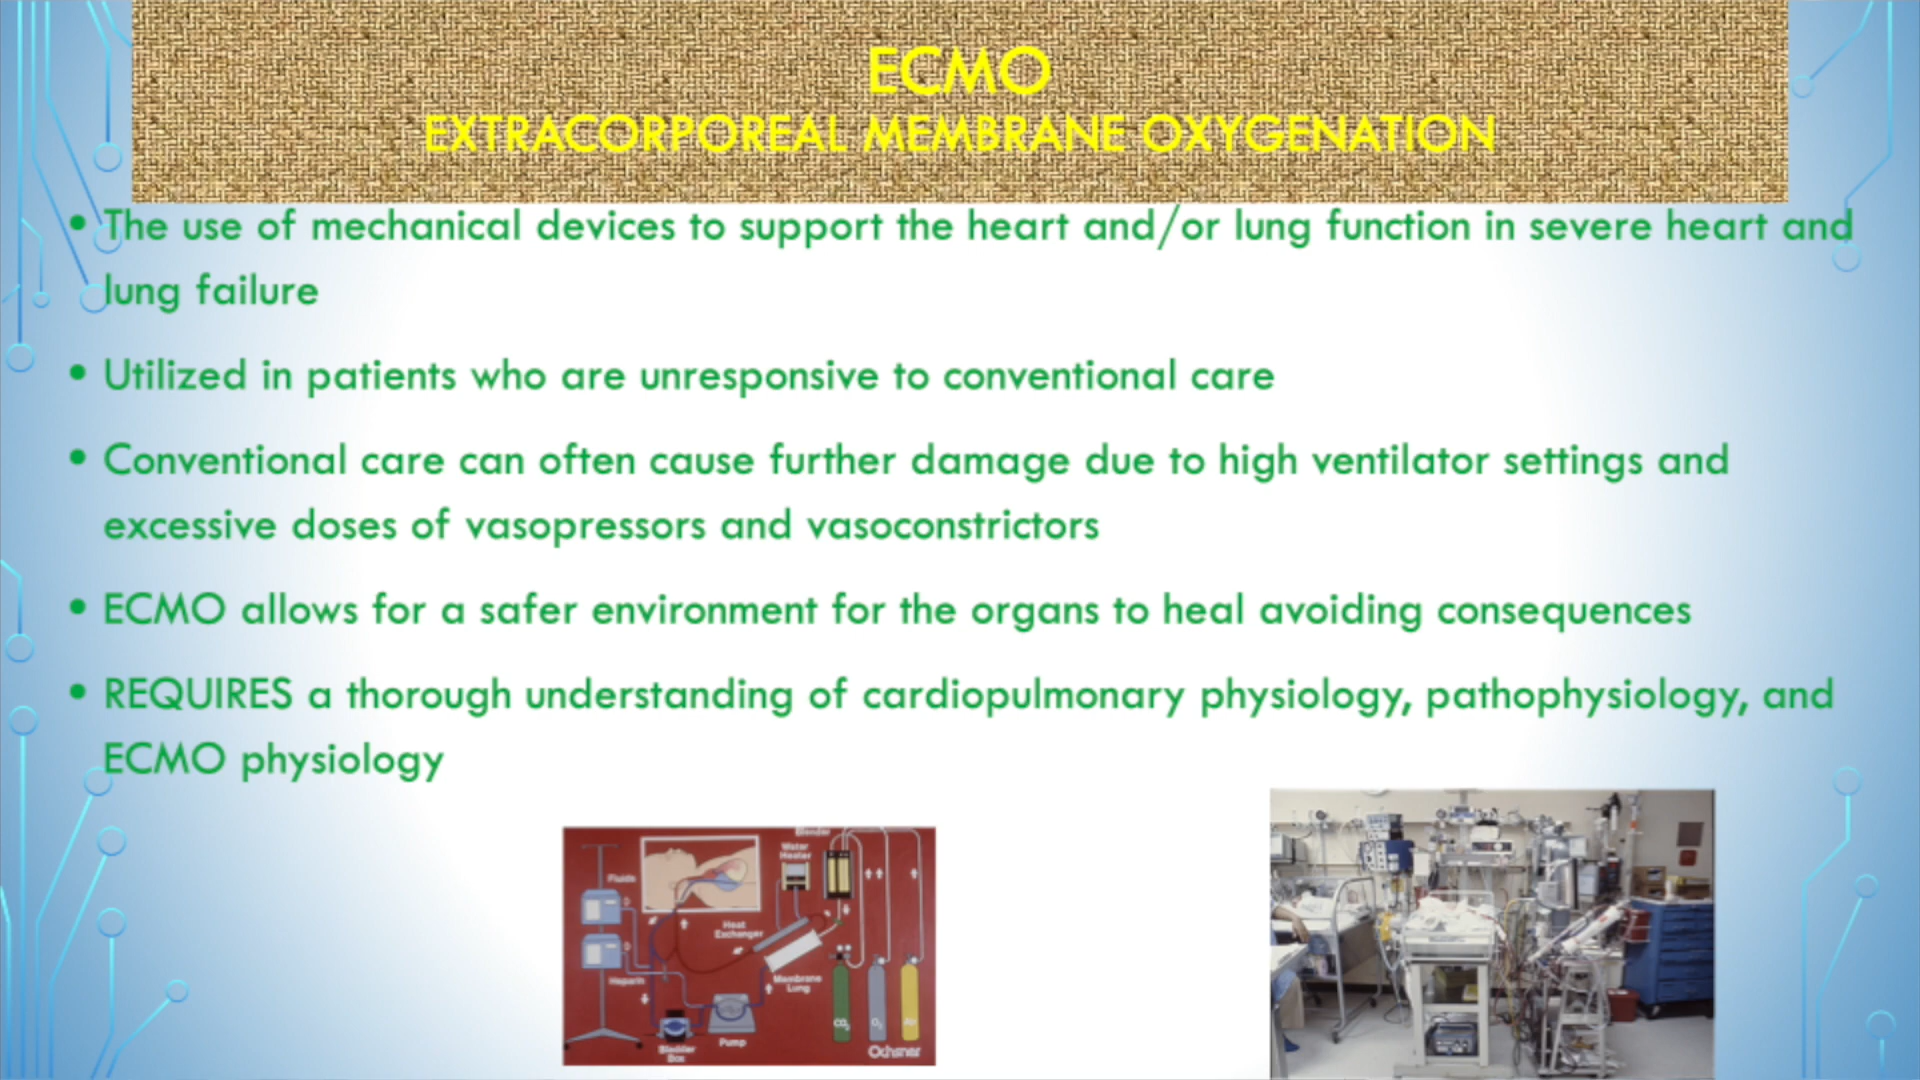 ECMO
EXTRACORPOREAL MEMBRANE OXYGENATION
• The use of mechanical devices to support the heart and/or lung function in severe heart and
lung failure
• Utilized in patients who are unresponsive to conventional care
• Conventional care can often cause further damage due to high ventilator settings and
excessive doses of vasopressors and vasoconstrictors
• ECMO allows for a safer environment for the organs to heal avoiding consequences
• REQUIRES a thorough understanding of cardiopulmonary physiology, pathophysiology, and
ECMO physiology
Blender
Water
Heater
Fluids
Heat
Exchanger
Membrane
Lung
Heparin
CO2
O2
Air
Pump
Bladder
Box
Ochsner